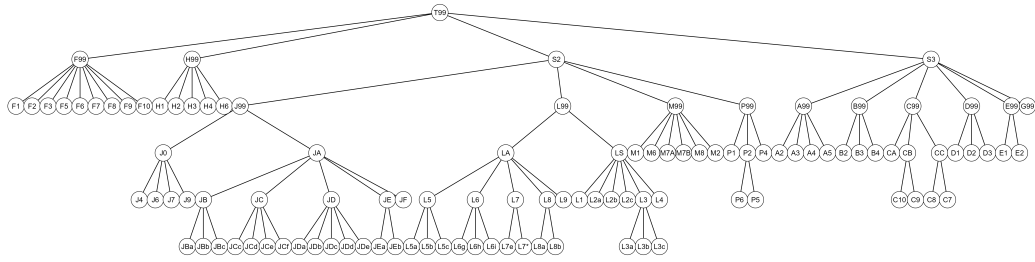 T99
F99 H99 S2 S3
F1 F2 F3 F5 F6 F7 F8 F9 F10 H1 H2 H3 H4 H6 J99 L99 M99 P99 A99 B99 C99 D99 E99 G99
J0 JA LA LS M1 M6 M7A M7B M8 M2 P1 P2 P4 A2 A3 A4 A5 B2 B3 B4 CA CB CC D1 D2 D3 E1 E2
J4 J6 J7 J9 JB JC JD JE JF L5 L6 L7 L8 L9 L1 L2a L2b L2c L3 L4 P6 P5 C10 C9 C8 C7
JBa JBb JBc JCc JCd JCe JCf JDa JDb JDc JDd JDe JEa JEb L5a L5b L5c L6g L6h L6i L7e L7* L8a L8b L3a L3b L3c